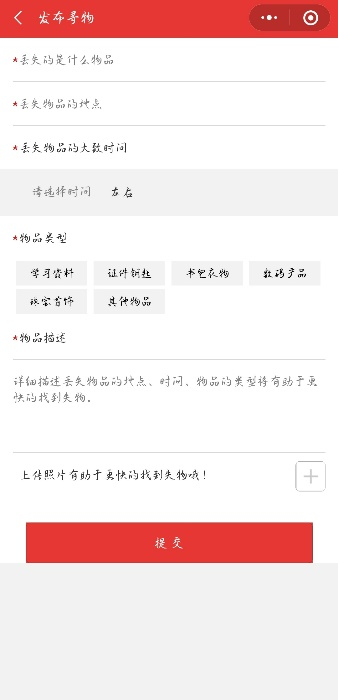 发布寻物
*丢失的是什么物品
*丢失物品的地点
*丢失物品的大致时间
请选择时间 左右
*物品类型
学习资料 证件钥匙 书包衣物 数码产品
珠宝首饰 其他物品
*物品描述
详细描述丢失物品的地点、时间、物品的类型将有助于更
快的找到失物。
上传照片有助于更快的找到失物哦!
提交